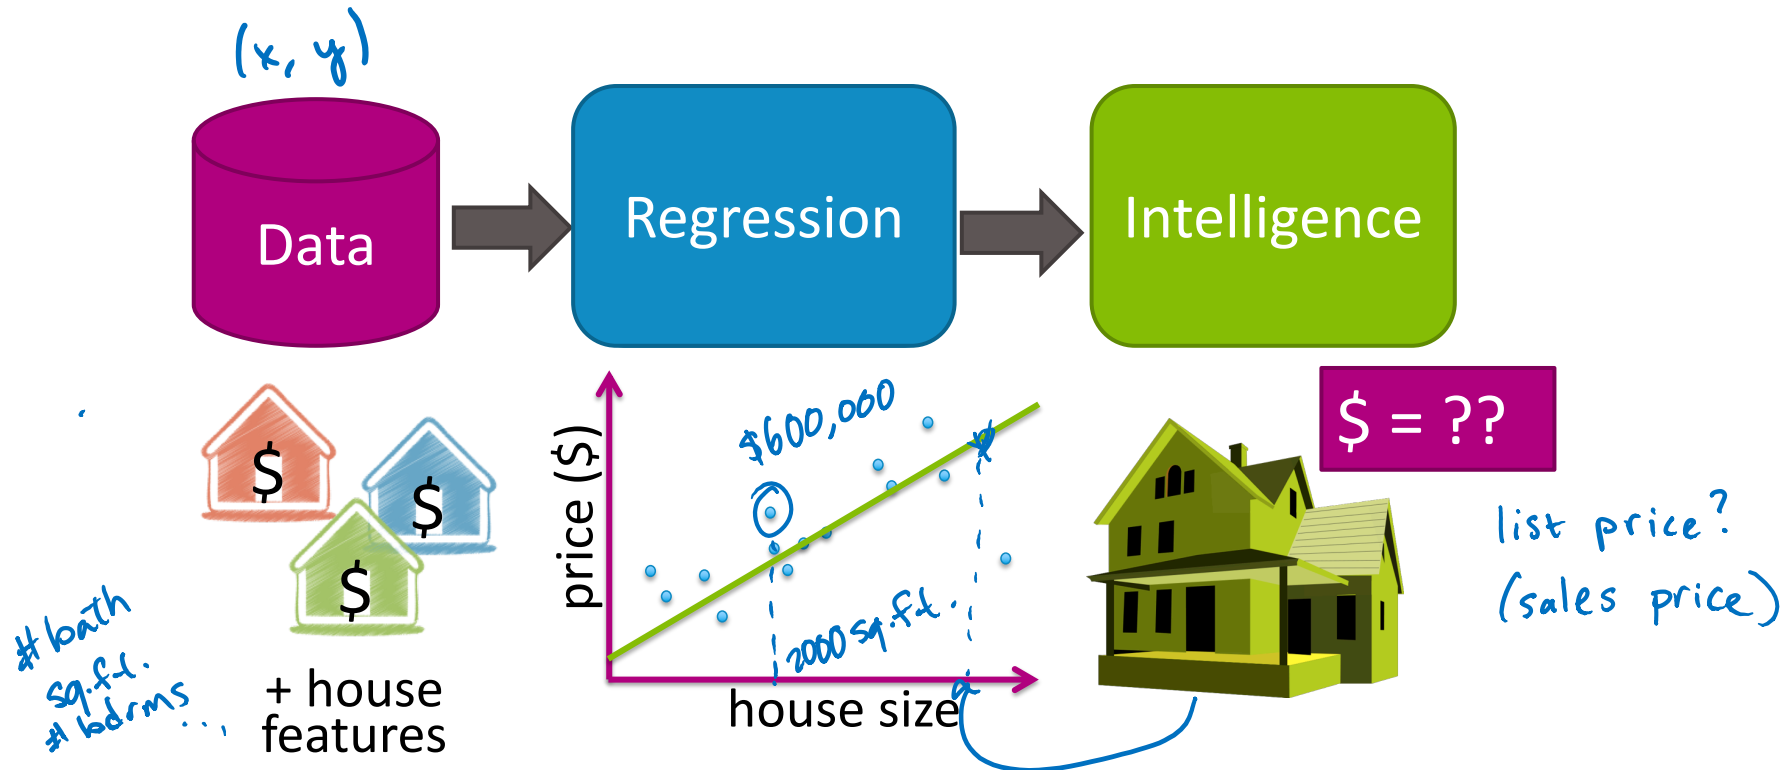 (x, y)
Data
Regression
Intelligence
$
$
$
+ house
features
#bath
sq.ft.
#bdrms ...
price ($)
$600,000
2000 sq.ft.
house size
$ = ??
list price?
(sales price)